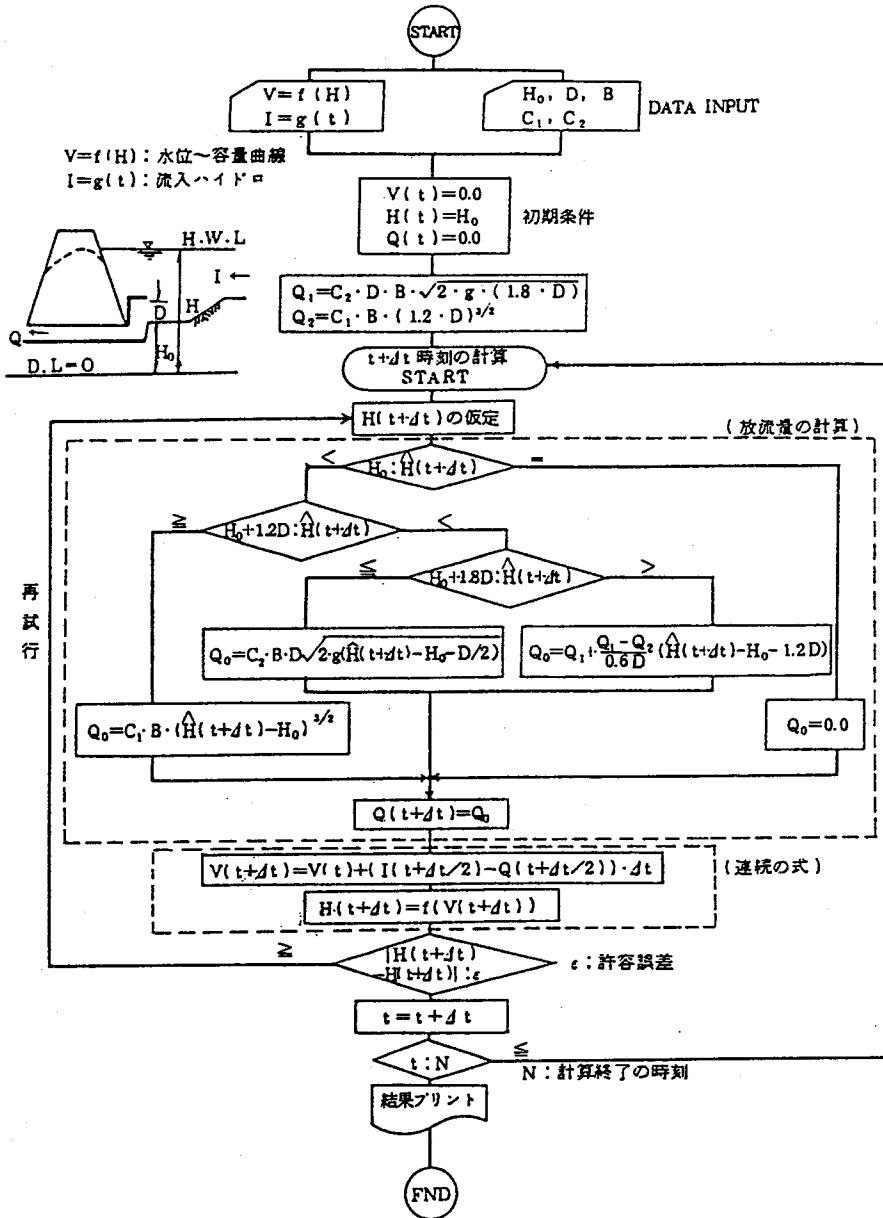 START
V=f(H)
I=g(t)
H₀, D, B
C₁, C₂
DATA INPUT
V=f(H):水位~容量曲線
I=g(t):流入ハイドロ
V(t)=0.0
H(t)=H₀
Q(t)=0.0
初期条件
H.W.L
I ←
D
H
Q ←
H₀
D.L=O
Q₁=C₂・D・B・√2・g・(1.8・D)
Q₂=C₁・B・(1.2・D)³/²
t+Δt 時刻の計算
START
H(t+Δt)の仮定
(放流量の計算)
H₀:Ĥ(t+Δt)
<
=
H₀+1.2D:Ĥ(t+Δt)
≧
<
H₀+1.8D:Ĥ(t+Δt)
≦
>
再試行
Q₀=C₂・B・D√2・g(Ĥ(t+Δt)−H₀−D/2)
Q₀=Q₁+Q₁−Q₂/0.6D(Ĥ(t+Δt)−H₀−1.2D)
Q₀=C₁・B・(Ĥ(t+Δt)−H₀)³/²
Q₀=0.0
Q(t+Δt)=Q₀
V(t+Δt)=V(t)+(I(t+Δt/2)−Q(t+Δt/2))・Δt
(連続の式)
H・(t+Δt)=f(V(t+Δt))
≧
|H(t+Δt)
−H(t+Δt)|:ε
ε:許容誤差
t=t+Δt
t:N
≦
N:計算終了の時刻
結果プリント
FND